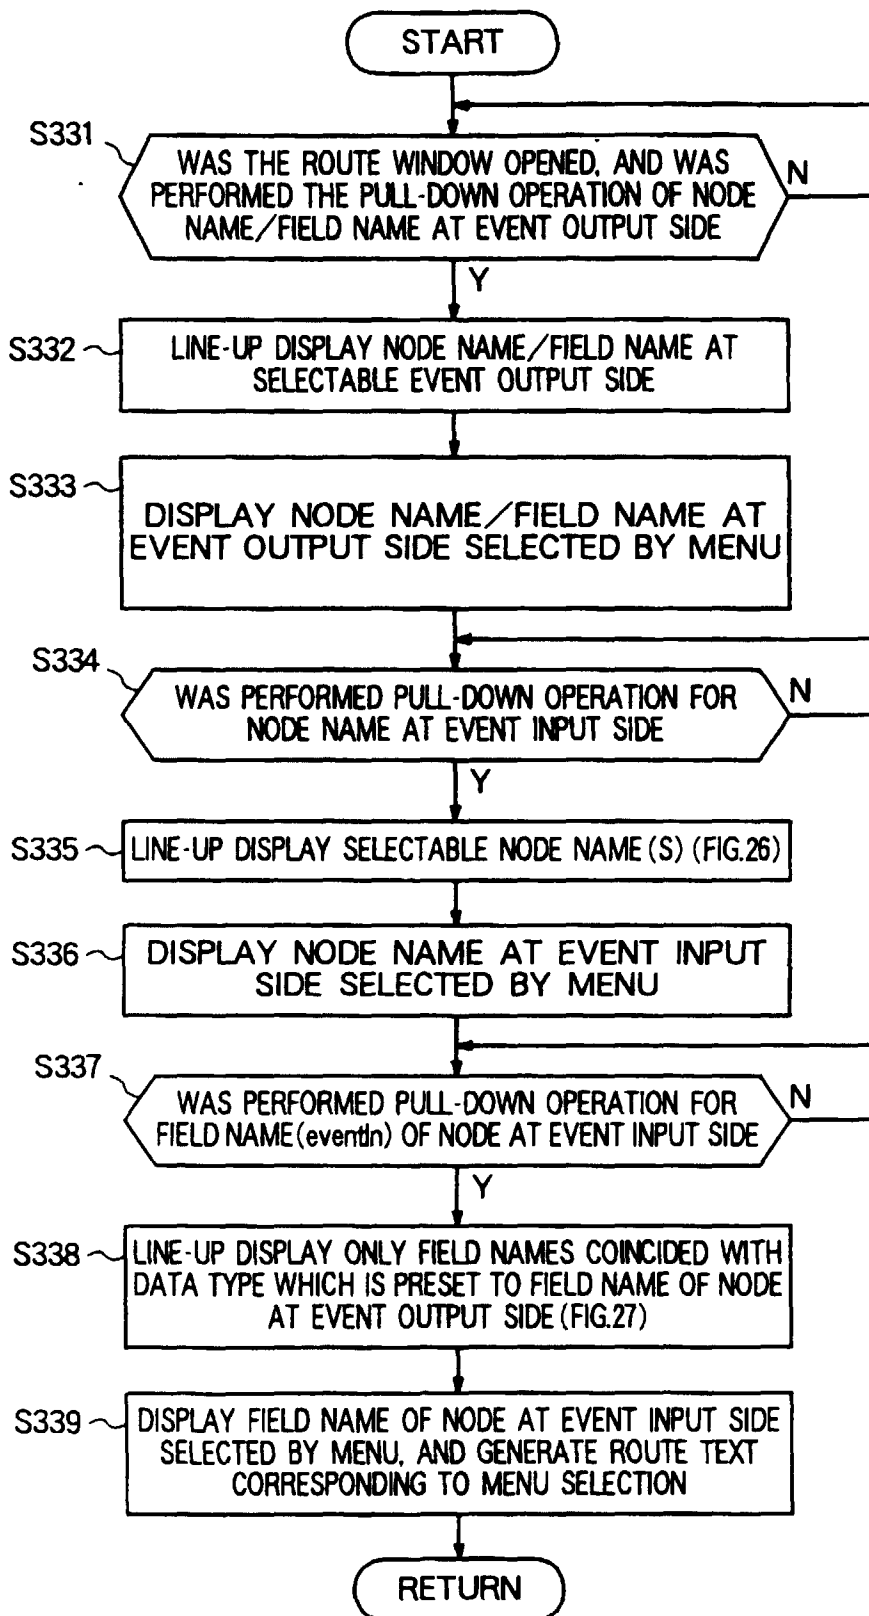 START
S331
WAS THE ROUTE WINDOW OPENED, AND WAS
PERFORMED THE PULL-DOWN OPERATION OF NODE
NAME/FIELD NAME AT EVENT OUTPUT SIDE
N
Y
S332
LINE-UP DISPLAY NODE NAME/FIELD NAME AT
SELECTABLE EVENT OUTPUT SIDE
S333
DISPLAY NODE NAME/FIELD NAME AT
EVENT OUTPUT SIDE SELECTED BY MENU
S334
WAS PERFORMED PULL-DOWN OPERATION FOR
NODE NAME AT EVENT INPUT SIDE
N
Y
S335
LINE-UP DISPLAY SELECTABLE NODE NAME(S) (FIG.26)
S336
DISPLAY NODE NAME AT EVENT INPUT
SIDE SELECTED BY MENU
S337
WAS PERFORMED PULL-DOWN OPERATION FOR
FIELD NAME(eventIn) OF NODE AT EVENT INPUT SIDE
N
Y
S338
LINE-UP DISPLAY ONLY FIELD NAMES COINCIDED WITH
DATA TYPE WHICH IS PRESET TO FIELD NAME OF NODE
AT EVENT OUTPUT SIDE(FIG.27)
S339
DISPLAY FIELD NAME OF NODE AT EVENT INPUT SIDE
SELECTED BY MENU, AND GENERATE ROUTE TEXT
CORRESPONDING TO MENU SELECTION
RETURN